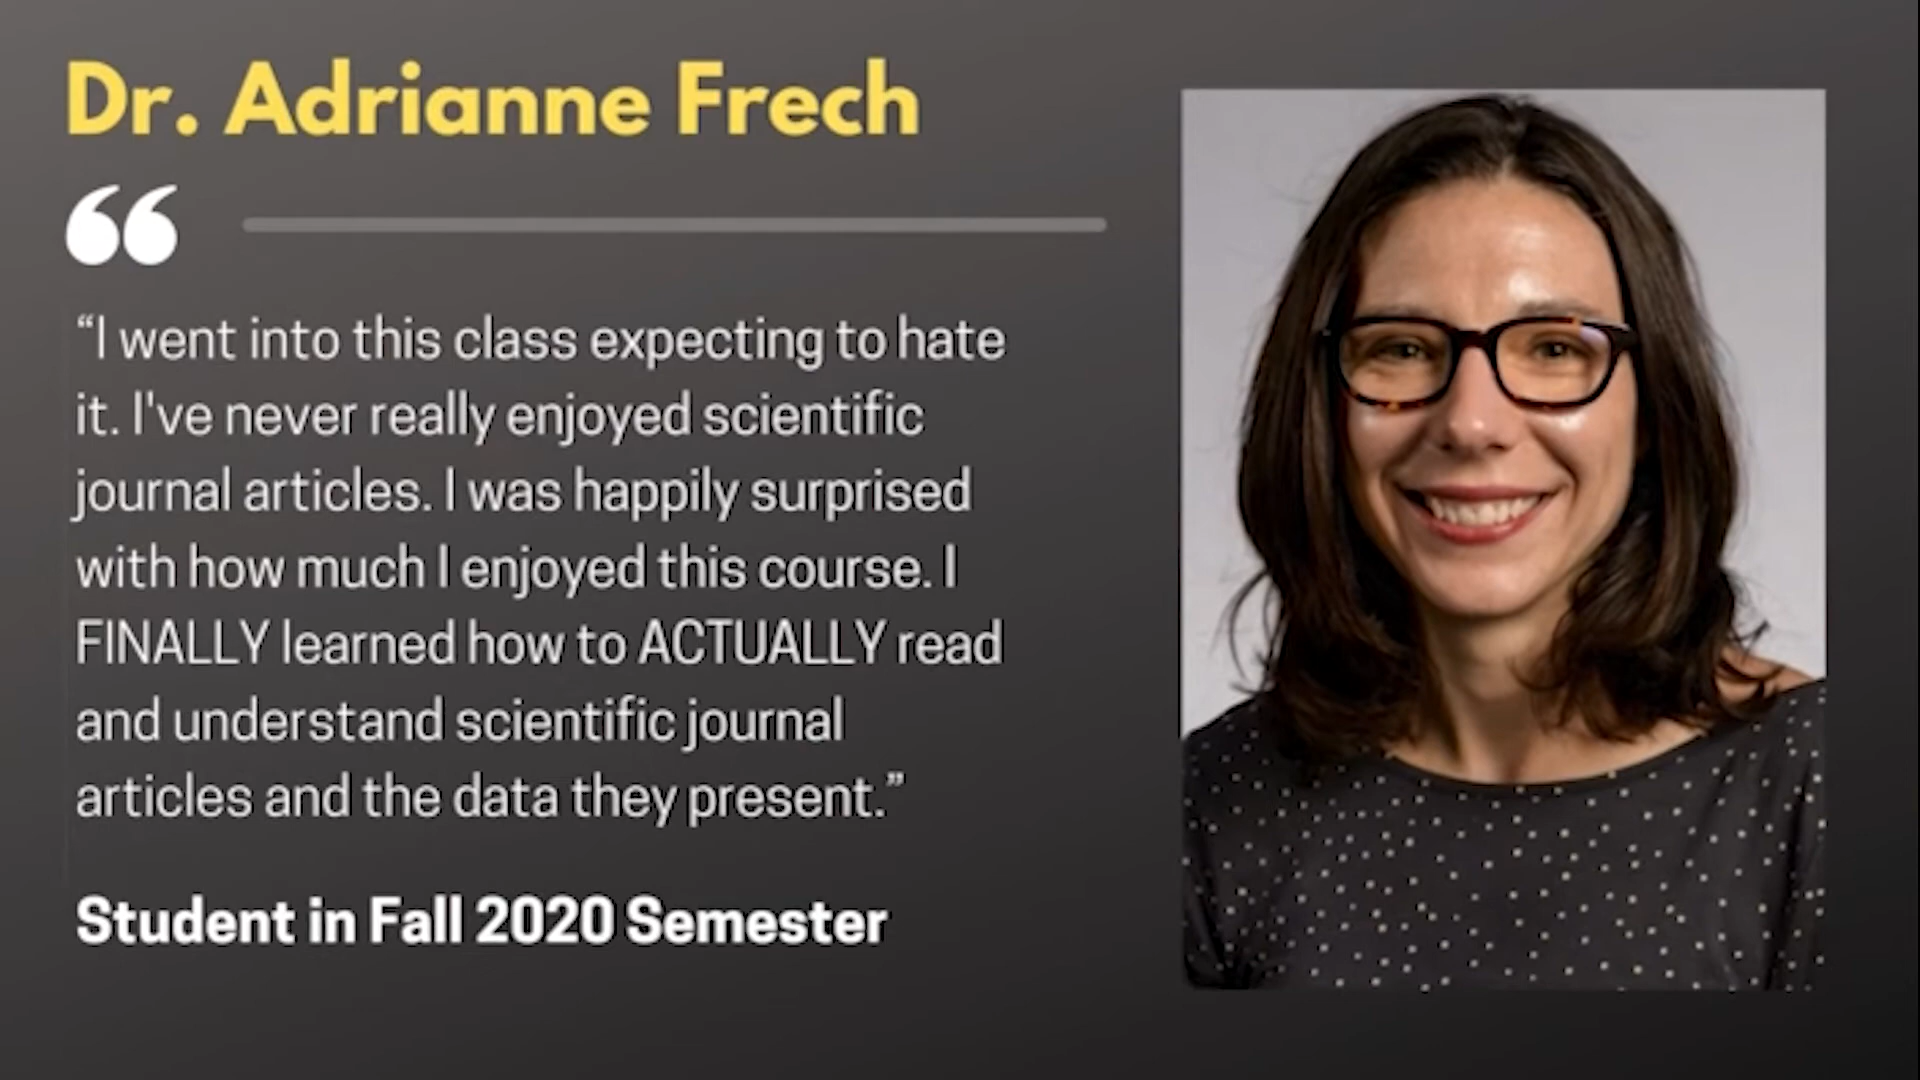 Dr. Adrianne Frech
“
“I went into this class expecting to hate
it. I've never really enjoyed scientific
journal articles. I was happily surprised
with how much I enjoyed this course. I
FINALLY learned how to ACTUALLY read
and understand scientific journal
articles and the data they present.”
Student in Fall 2020 Semester